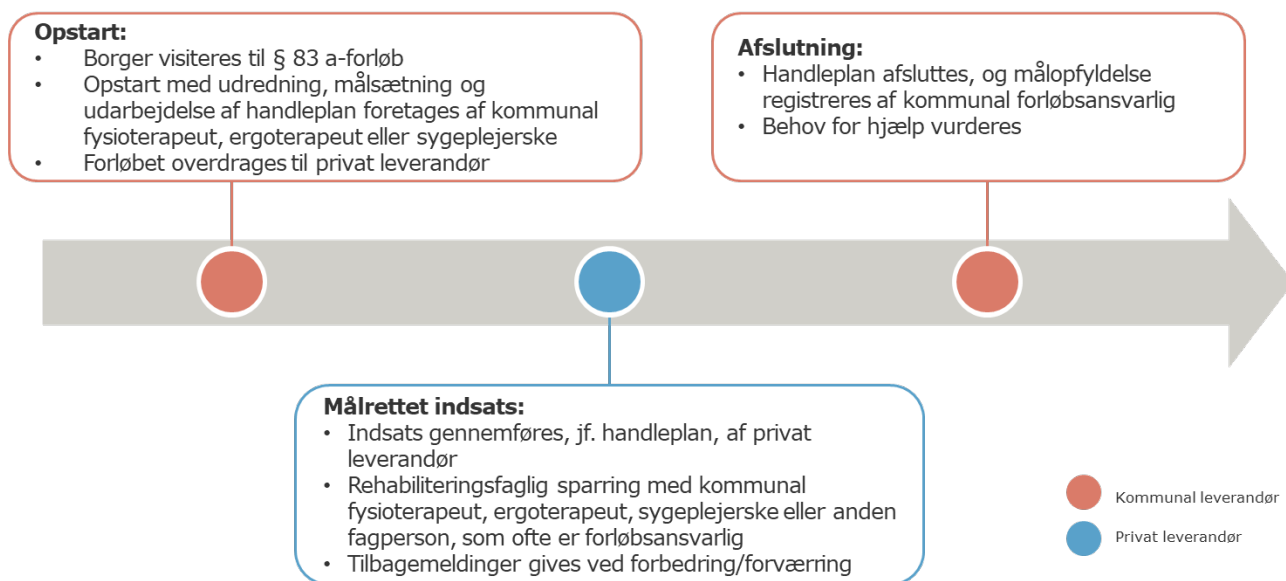 Opstart:
• Borger visiteres til § 83 a-forløb
• Opstart med udredning, målsætning og
udarbejdelse af handleplan foretages af kommunal
fysioterapeut, ergoterapeut eller sygeplejerske
• Forløbet overdrages til privat leverandør
Afslutning:
• Handleplan afsluttes, og målopfyldelse
registreres af kommunal forløbsansvarlig
• Behov for hjælp vurderes
Målrettet indsats:
• Indsats gennemføres, jf. handleplan, af privat
leverandør
• Rehabiliteringsfaglig sparring med kommunal
fysioterapeut, ergoterapeut, sygeplejerske eller anden
fagperson, som ofte er forløbsansvarlig
• Tilbagemeldinger gives ved forbedring/forværring
Kommunal leverandør
Privat leverandør